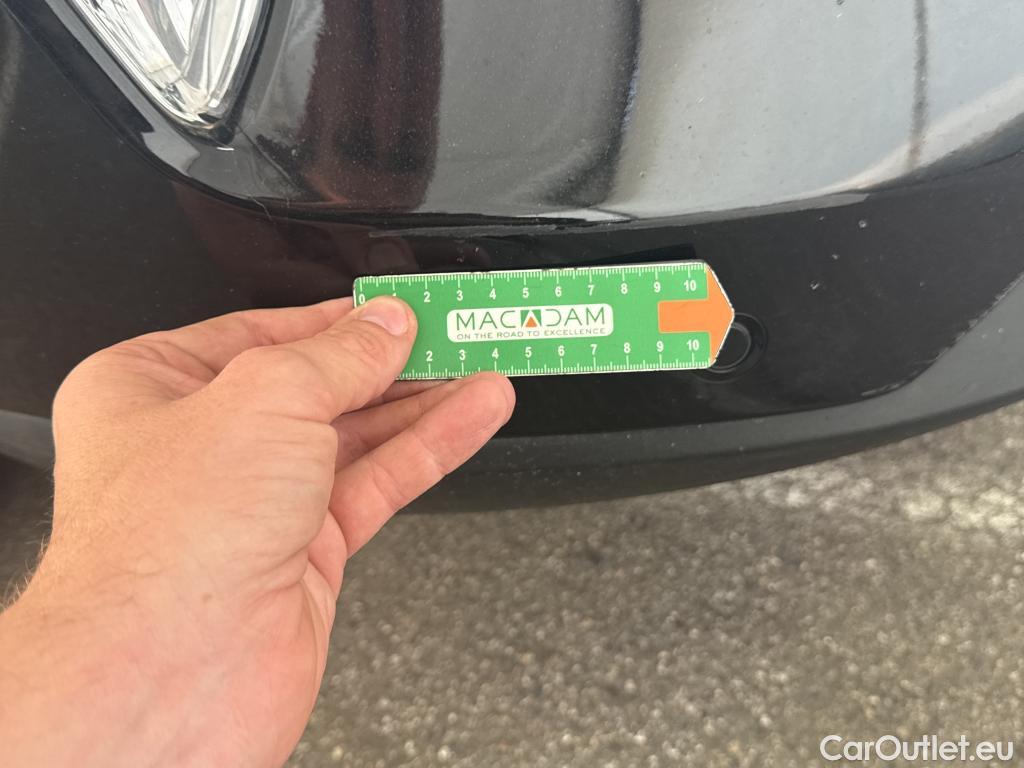 0 1 2 3 4 5 6 7 8 9 10
MACADAM
ON THE ROAD TO EXCELLENCE
2 3 4 5 6 7 8 9 10
CarOutlet.eu